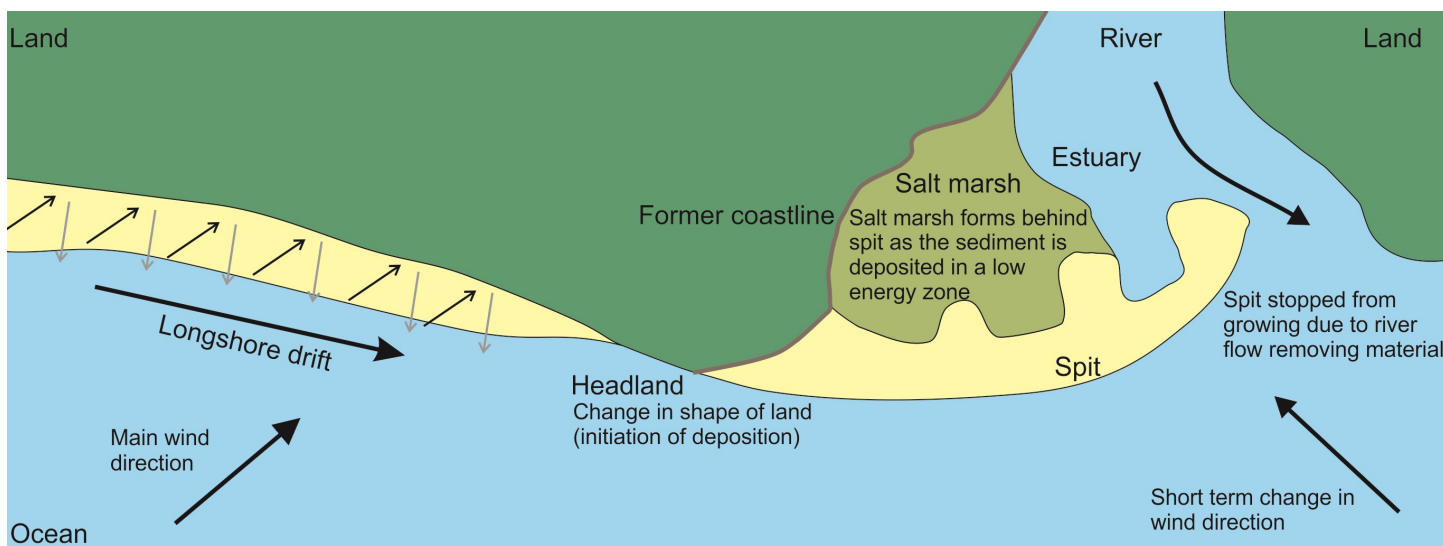 Land
River
Land
Estuary
Salt marsh
Former coastline
Salt marsh forms behind
spit as the sediment is
deposited in a low
energy zone
Spit stopped from
growing due to river
flow removing material
Longshore drift
Spit
Headland
Change in shape of land
(initiation of deposition)
Main wind
direction
Short term change in
wind direction
Ocean